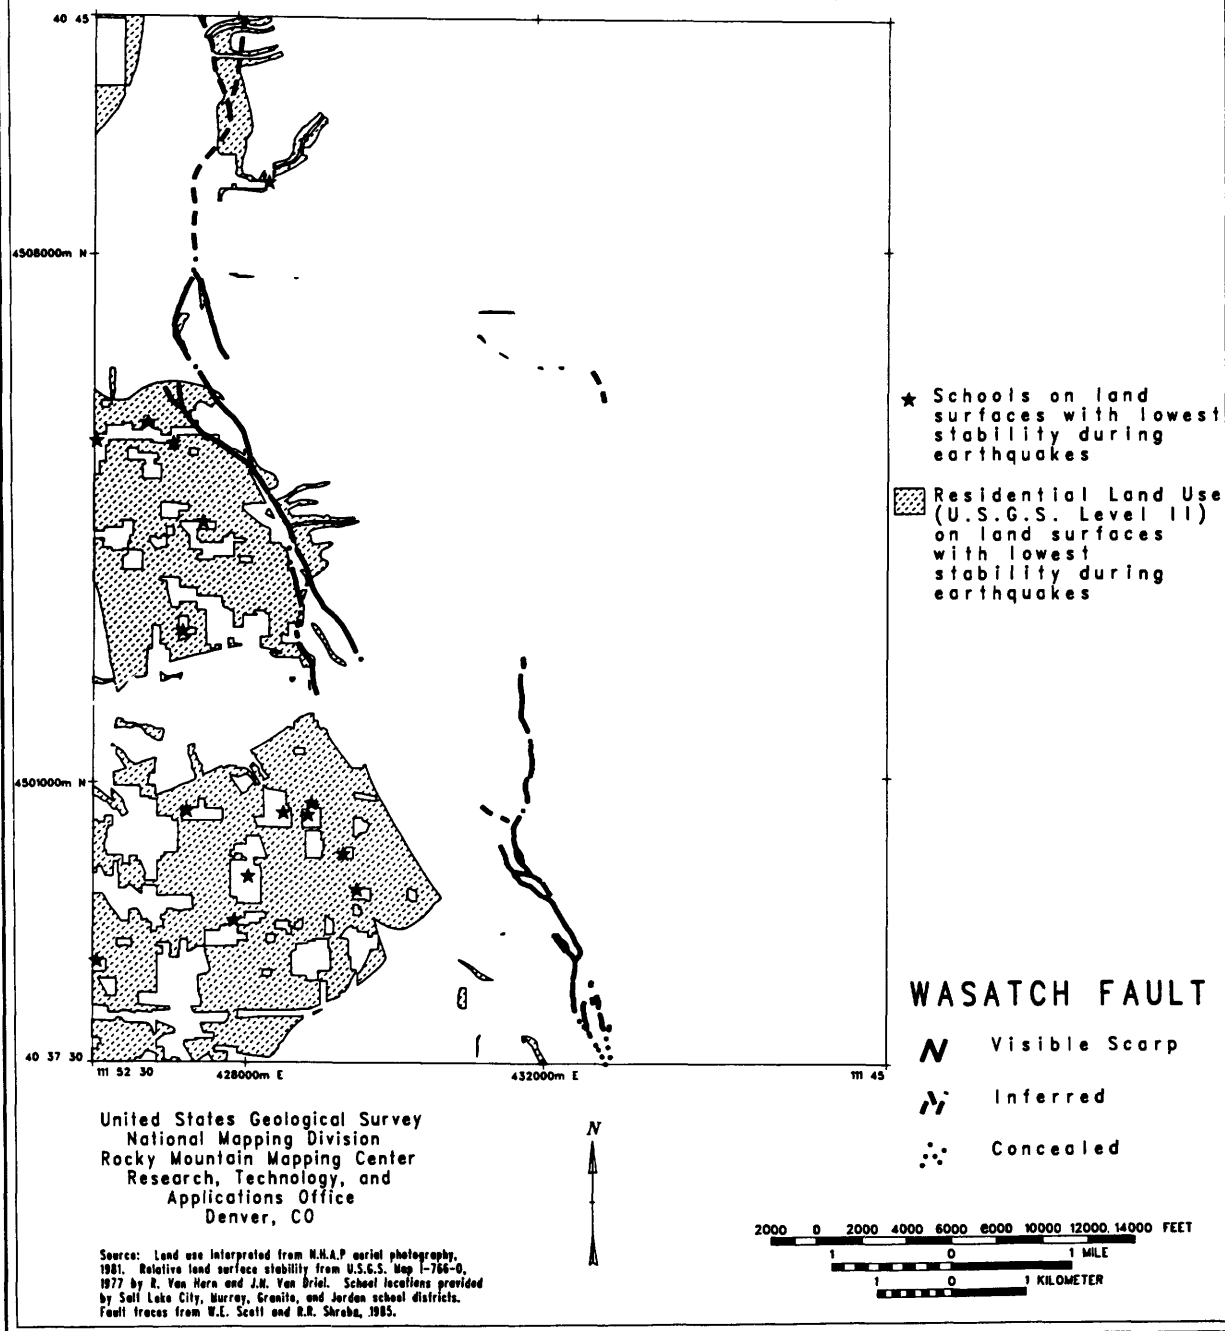 40 45
4508000m N
4501000m N
40 37 30
111 52 30
428000m E
432000m E
111 45
Schools on land
surfaces with lowest
stability during
earthquakes
Residential Land Use
(U.S.G.S. Level II)
on land surfaces
with lowest
stability during
earthquakes
WASATCH FAULT
Visible Scarp
Inferred
Concealed
United States Geological Survey
National Mapping Division
Rocky Mountain Mapping Center
Research, Technology, and
Applications Office
Denver, CO
N
2000 0 2000 4000 6000 8000 10000 12000 14000 FEET
1 0 1 MILE
1 0 1 KILOMETER
Source: Land use interpreted from N.H.A.P aerial photography,
1981. Relative land surface stability from U.S.G.S. Map I-766-O,
1977 by R. Van Horn and J.N. Van Driel. School locations provided
by Salt Lake City, Murray, Granite, and Jordan school districts.
Fault traces from W.E. Scott and R.R. Shroba, 1985.